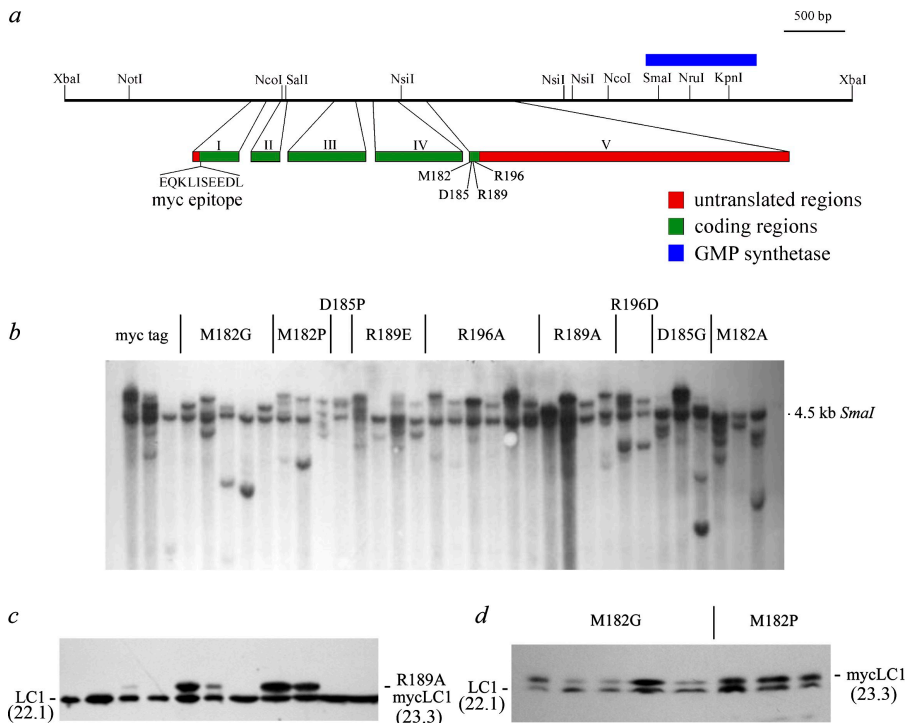 a
500 bp
XbaI NotI NcoI SalI NsiI NsiI NsiI NcoI SmaI NruI KpnI XbaI
I II III IV V
M182 R196
EQKLISEEDL D185 R189
myc epitope
untranslated regions
coding regions
GMP synthetase
b
D185P R196D
myc tag M182G M182P R189E R196A R189A D185G M182A
4.5 kb SmaI
c
R189A
LC1 mycLC1
(22.1) (23.3)
d
M182G M182P
mycLC1
LC1 (23.3)
(22.1)